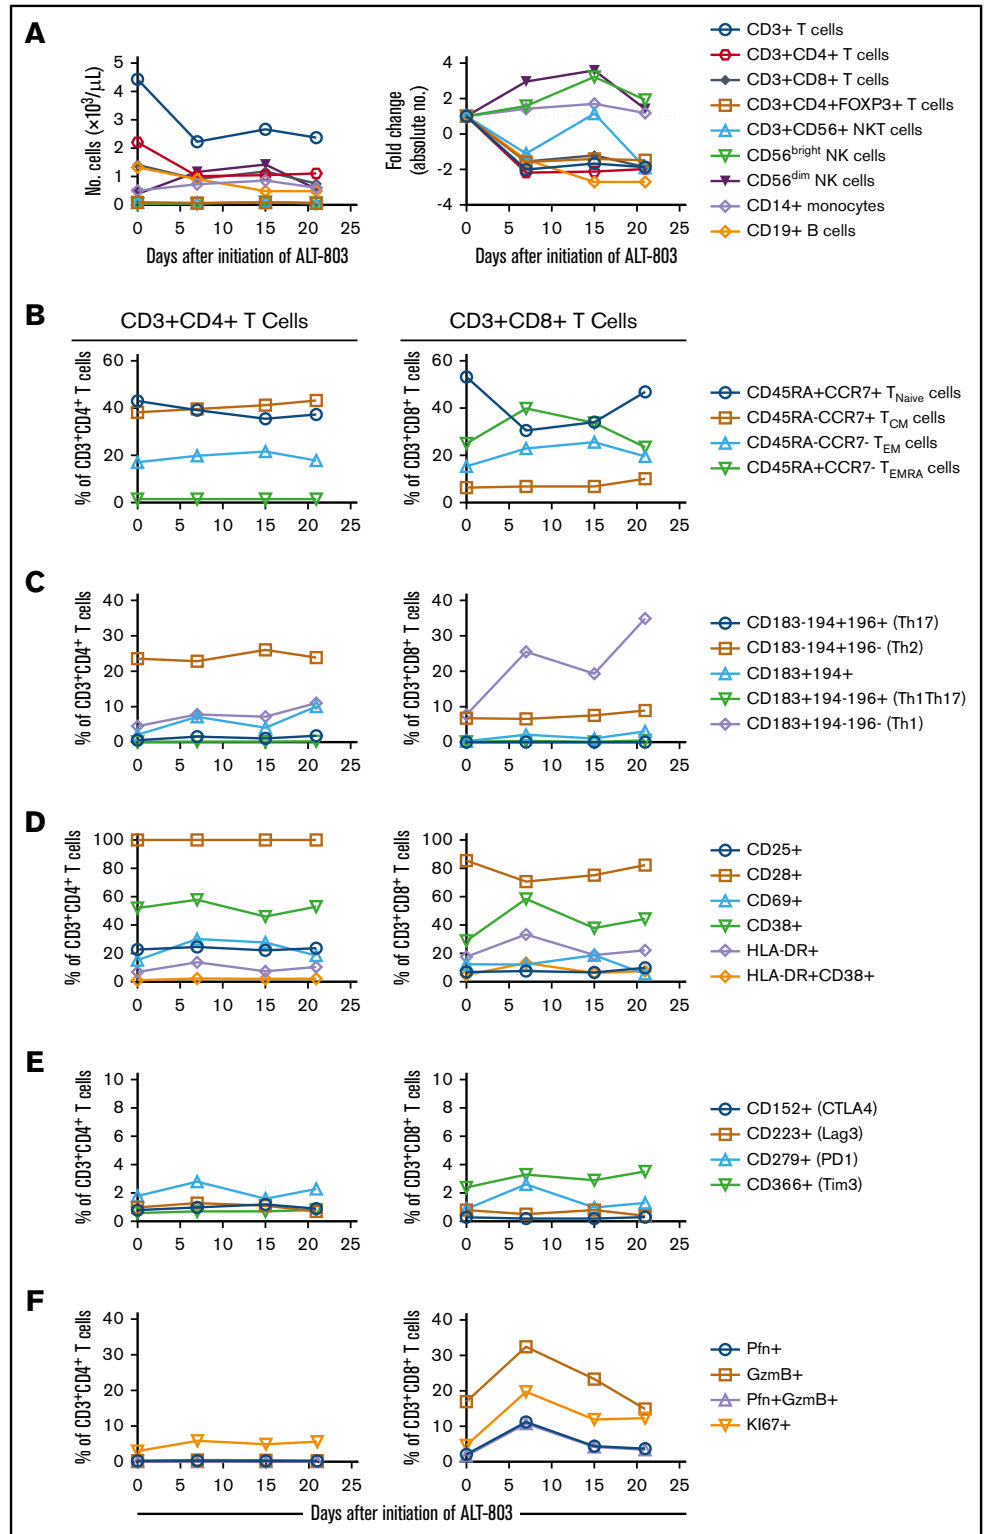 A
No. cells (×10³/µL)
5
4
3
2
1
0
0 5 10 15 20 25
Days after initiation of ALT-803
Fold change
(absolute no.)
4
2
0
-2
-4
0 5 10 15 20 25
Days after initiation of ALT-803
CD3+ T cells
CD3+CD4+ T cells
CD3+CD8+ T cells
CD3+CD4+FOXP3+ T cells
CD3+CD56+ NKT cells
CD56bright NK cells
CD56dim NK cells
CD14+ monocytes
CD19+ B cells
B
CD3+CD4+ T Cells
% of CD3+CD4+ T cells
60
40
20
0
0 5 10 15 20 25
CD3+CD8+ T Cells
% of CD3+CD8+ T cells
60
40
20
0
0 5 10 15 20 25
CD45RA+CCR7+ TNaive cells
CD45RA-CCR7+ TCM cells
CD45RA-CCR7- TEM cells
CD45RA+CCR7- TEMRA cells
C
% of CD3+CD4+ T cells
40
30
20
10
0
0 5 10 15 20 25
% of CD3+CD8+ T cells
40
30
20
10
0
0 5 10 15 20 25
CD183-194+196+ (Th17)
CD183-194+196- (Th2)
CD183+194+
CD183+194-196+ (Th1Th17)
CD183+194-196- (Th1)
D
% of CD3+CD4+ T cells
100
80
60
40
20
0
0 5 10 15 20 25
% of CD3+CD8+ T cells
100
80
60
40
20
0
0 5 10 15 20 25
CD25+
CD28+
CD69+
CD38+
HLA-DR+
HLA-DR+CD38+
E
% of CD3+CD4+ T cells
10
8
6
4
2
0
0 5 10 15 20 25
% of CD3+CD8+ T cells
10
8
6
4
2
0
0 5 10 15 20 25
CD152+ (CTLA4)
CD223+ (Lag3)
CD279+ (PD1)
CD366+ (Tim3)
F
% of CD3+CD4+ T cells
40
30
20
10
0
0 5 10 15 20 25
% of CD3+CD8+ T cells
40
30
20
10
0
0 5 10 15 20 25
Pfn+
GzmB+
Pfn+GzmB+
KI67+
Days after initiation of ALT-803